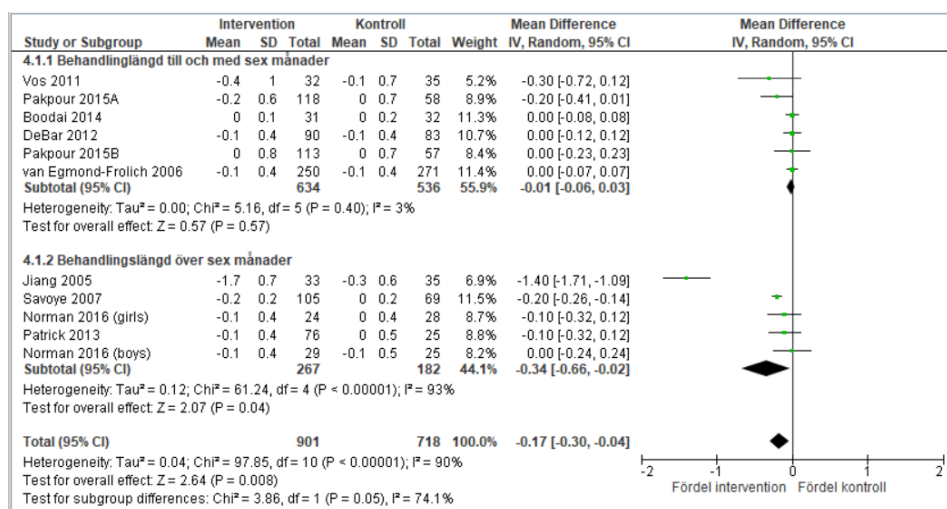 Intervention Kontroll Mean Difference Mean Difference
Study or Subgroup Mean SD Total Mean SD Total Weight IV, Random, 95% CI IV, Random, 95% CI
4.1.1 Behandlinglängd till och med sex månader
Vos 2011 -0.4 1 32 -0.1 0.7 35 5.2% -0.30 [-0.72, 0.12]
Pakpour 2015A -0.2 0.6 118 0 0.7 58 8.9% -0.20 [-0.41, 0.01]
Boodai 2014 0 0.1 31 0 0.2 32 11.3% 0.00 [-0.08, 0.08]
DeBar 2012 -0.1 0.4 90 -0.1 0.4 83 10.7% 0.00 [-0.12, 0.12]
Pakpour 2015B 0 0.8 113 0 0.7 57 8.4% 0.00 [-0.23, 0.23]
van Egmond-Frolich 2006 -0.1 0.4 250 -0.1 0.4 271 11.4% 0.00 [-0.07, 0.07]
Subtotal (95% CI) 634 536 55.9% -0.01 [-0.06, 0.03]
Heterogeneity: Tau² = 0.00; Chi² = 5.16, df = 5 (P = 0.40); I² = 3%
Test for overall effect: Z = 0.57 (P = 0.57)
4.1.2 Behandlingslängd över sex månader
Jiang 2005 -1.7 0.7 33 -0.3 0.6 35 6.9% -1.40 [-1.71, -1.09]
Savoye 2007 -0.2 0.2 105 0 0.2 69 11.5% -0.20 [-0.26, -0.14]
Norman 2016 (girls) -0.1 0.4 24 0 0.4 28 8.7% -0.10 [-0.32, 0.12]
Patrick 2013 -0.1 0.4 76 0 0.5 25 8.8% -0.10 [-0.32, 0.12]
Norman 2016 (boys) -0.1 0.4 29 -0.1 0.5 25 8.2% 0.00 [-0.24, 0.24]
Subtotal (95% CI) 267 182 44.1% -0.34 [-0.66, -0.02]
Heterogeneity: Tau² = 0.12; Chi² = 61.24, df = 4 (P < 0.00001); I² = 93%
Test for overall effect: Z = 2.07 (P = 0.04)
Total (95% CI) 901 718 100.0% -0.17 [-0.30, -0.04]
Heterogeneity: Tau² = 0.04; Chi² = 97.85, df = 10 (P < 0.00001); I² = 90%
Test for overall effect: Z = 2.64 (P = 0.008)
Test for subgroup differences: Chi² = 3.86, df = 1 (P = 0.05), I² = 74.1%
-2 -1 0 1 2
Fördel intervention Fördel kontroll